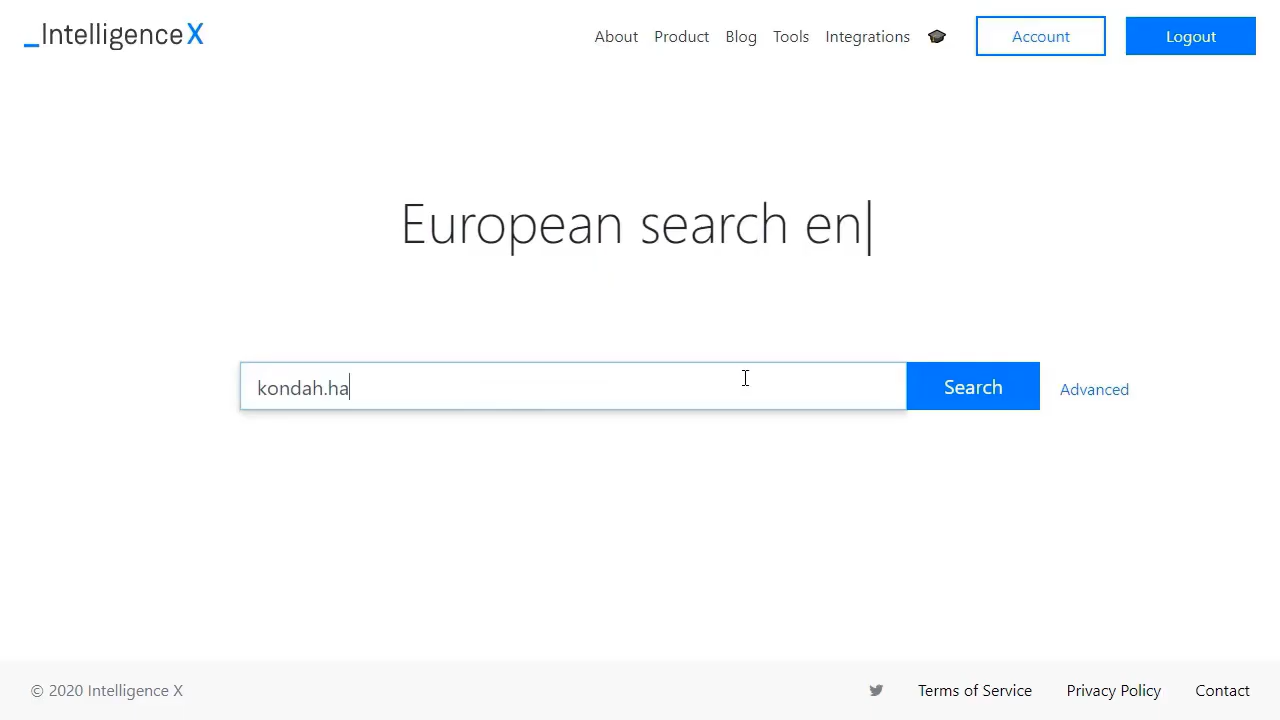 _IntelligenceX
About Product Blog Tools Integrations Account Logout
European search en
kondah.ha Search Advanced
© 2020 Intelligence X Terms of Service Privacy Policy Contact